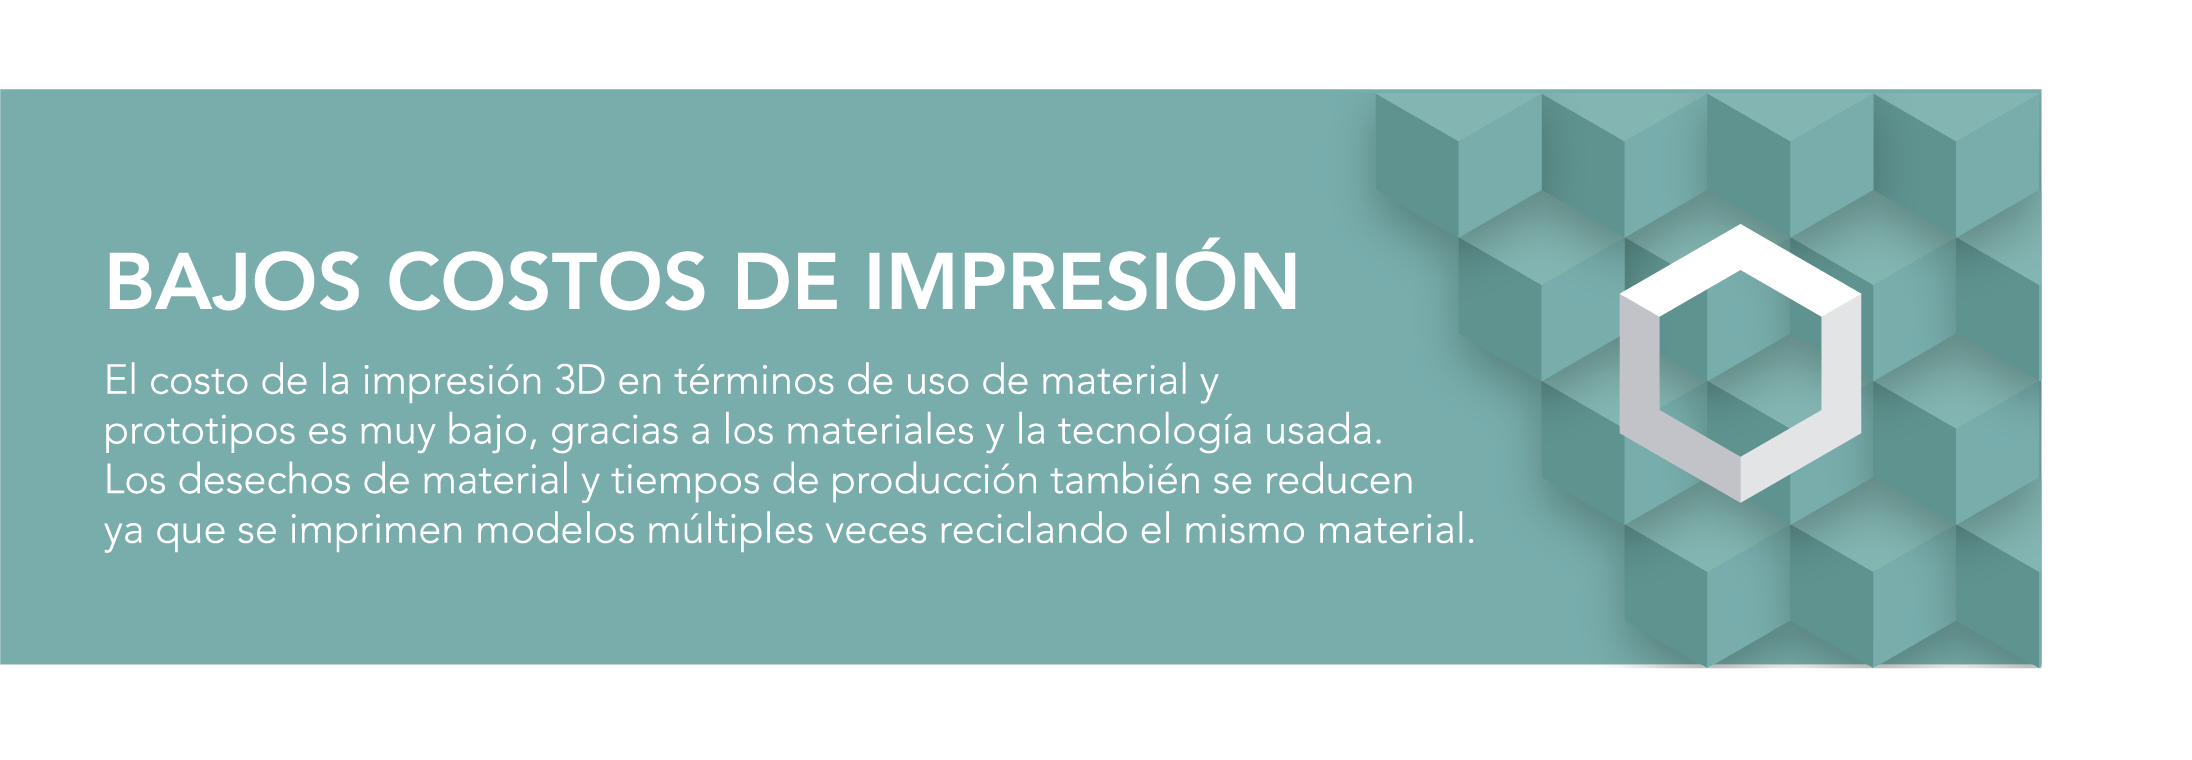 BAJOS COSTOS DE IMPRESIÓN
El costo de la impresión 3D en términos de uso de material y
prototipos es muy bajo, gracias a los materiales y la tecnología usada.
Los desechos de material y tiempos de producción también se reducen
ya que se imprimen modelos múltiples veces reciclando el mismo material.